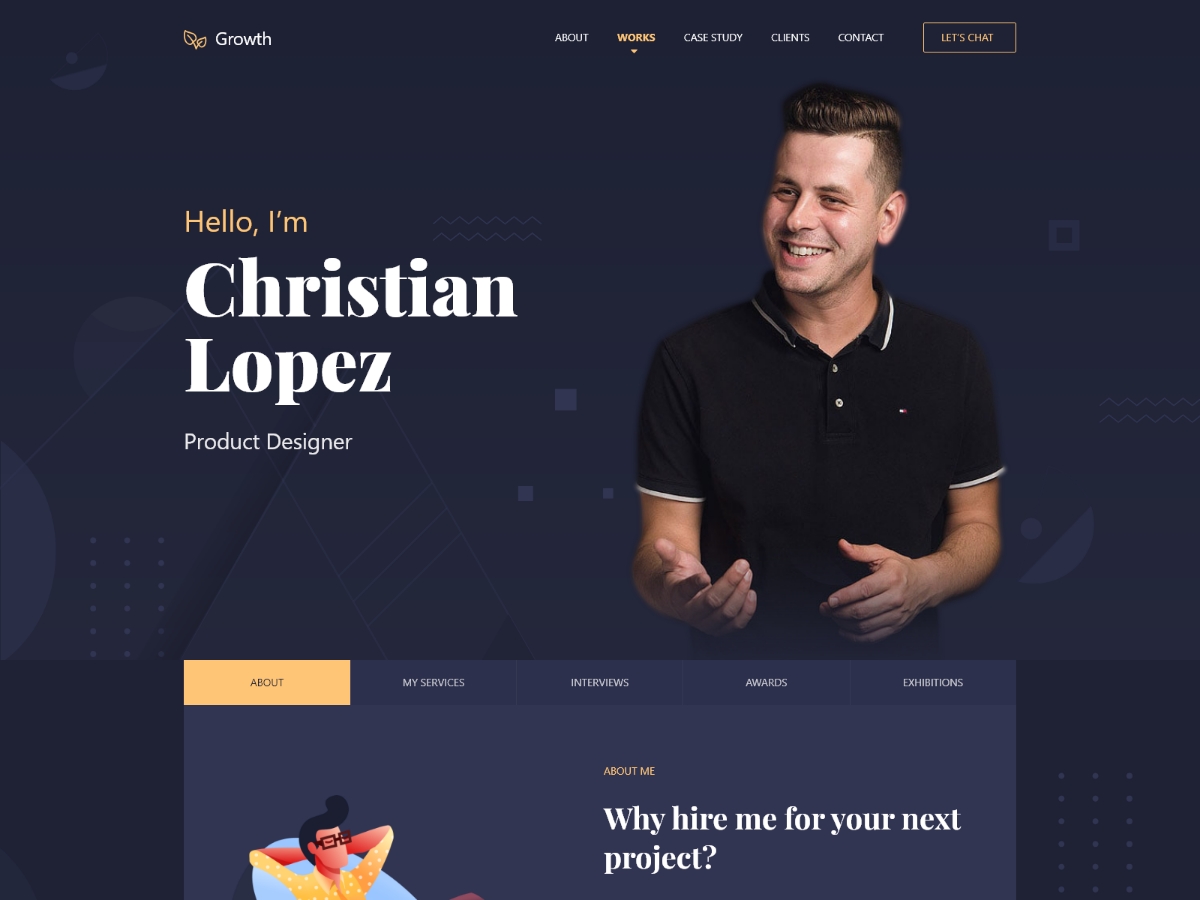 Growth
ABOUT
WORKS
CASE STUDY
CLIENTS
CONTACT
LET'S CHAT
Hello, I’m
Christian
Lopez
Product Designer
ABOUT
MY SERVICES
INTERVIEWS
AWARDS
EXHIBITIONS
ABOUT ME
Why hire me for your next
project?